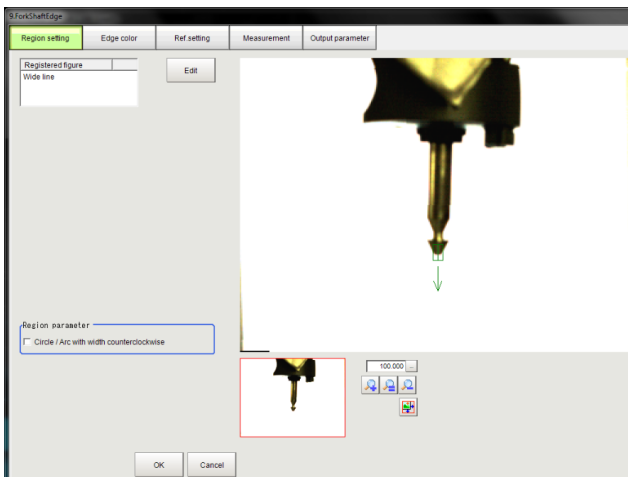 9.ForkShaftEdge
Region setting
Edge color
Ref.setting
Measurement
Output parameter
Registered figure
Wide line
Edit
Region parameter
Circle / Arc with width counterclockwise
100.000
...
OK
Cancel